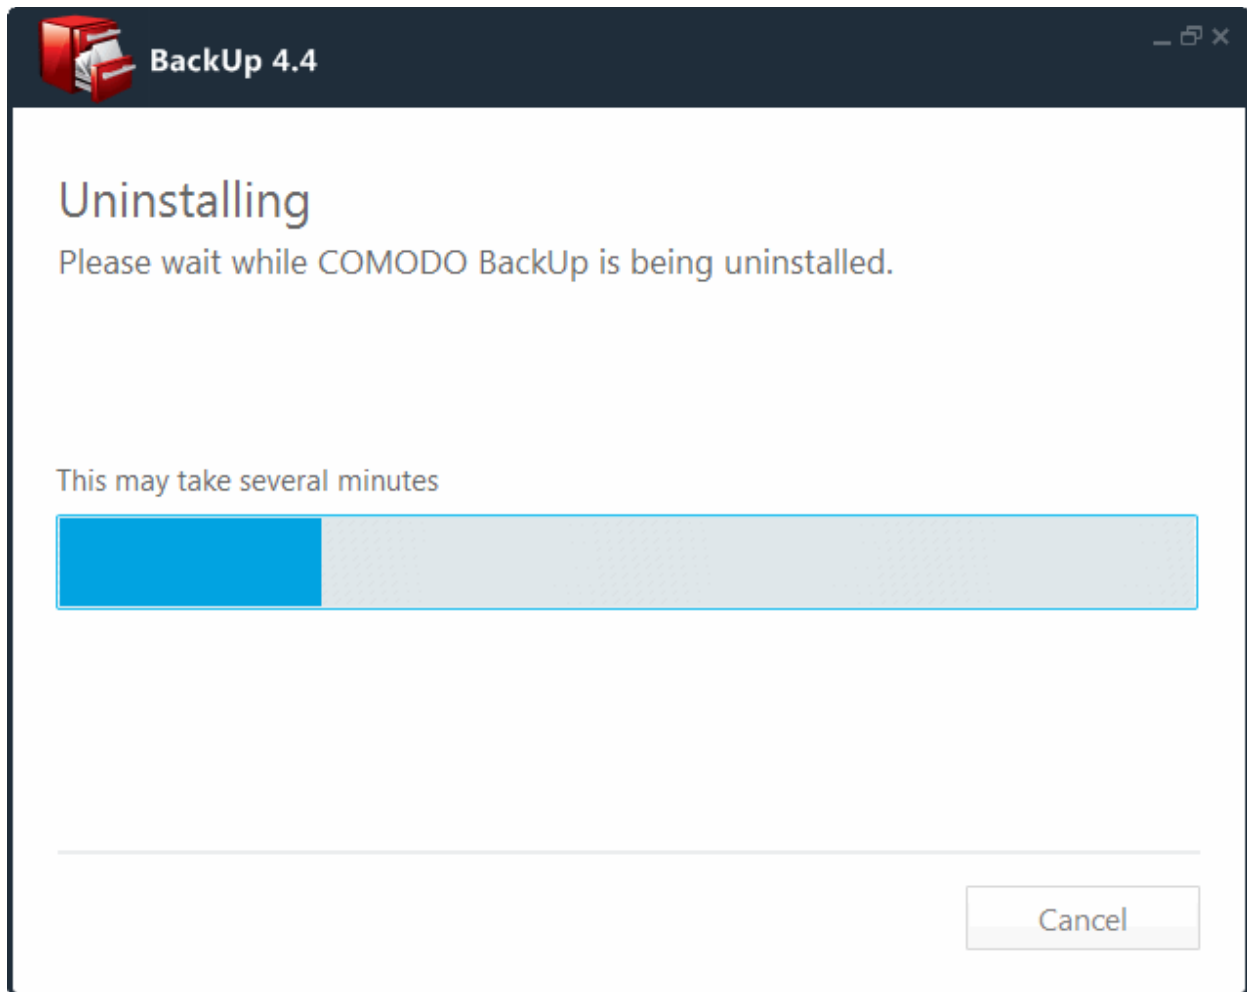 BackUp 4.4
Uninstalling
Please wait while COMODO BackUp is being uninstalled.
This may take several minutes
Cancel